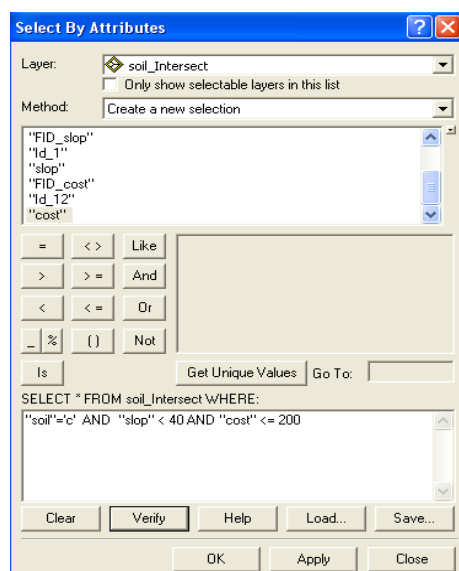 Select By Attributes
Layer: soil_Intersect
Only show selectable layers in this list
Method: Create a new selection
"FID_slop"
"Id_1"
"slop"
"FID_cost"
"Id_12"
"cost"
= < > Like
> > = And
< < = Or
_ % ( ) Not
Is Get Unique Values Go To:
SELECT * FROM soil_Intersect WHERE:
"soil"='c' AND "slop" < 40 AND "cost" <= 200
Clear Verify Help Load... Save...
OK Apply Close